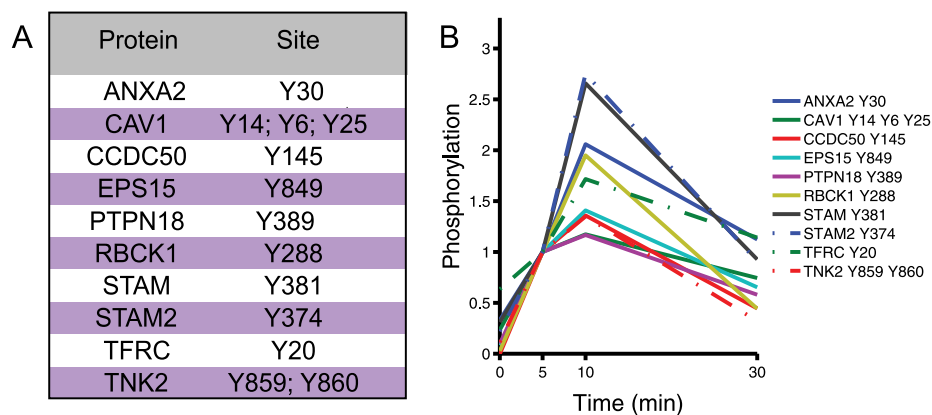 A
Protein Site
ANXA2 Y30
CAV1 Y14; Y6; Y25
CCDC50 Y145
EPS15 Y849
PTPN18 Y389
RBCK1 Y288
STAM Y381
STAM2 Y374
TFRC Y20
TNK2 Y859; Y860
B
Phosphorylation
3
2.5
2
1.5
1
0.5
0
0 5 10 30
Time (min)
ANXA2 Y30
CAV1 Y14 Y6 Y25
CCDC50 Y145
EPS15 Y849
PTPN18 Y389
RBCK1 Y288
STAM Y381
STAM2 Y374
TFRC Y20
TNK2 Y859 Y860